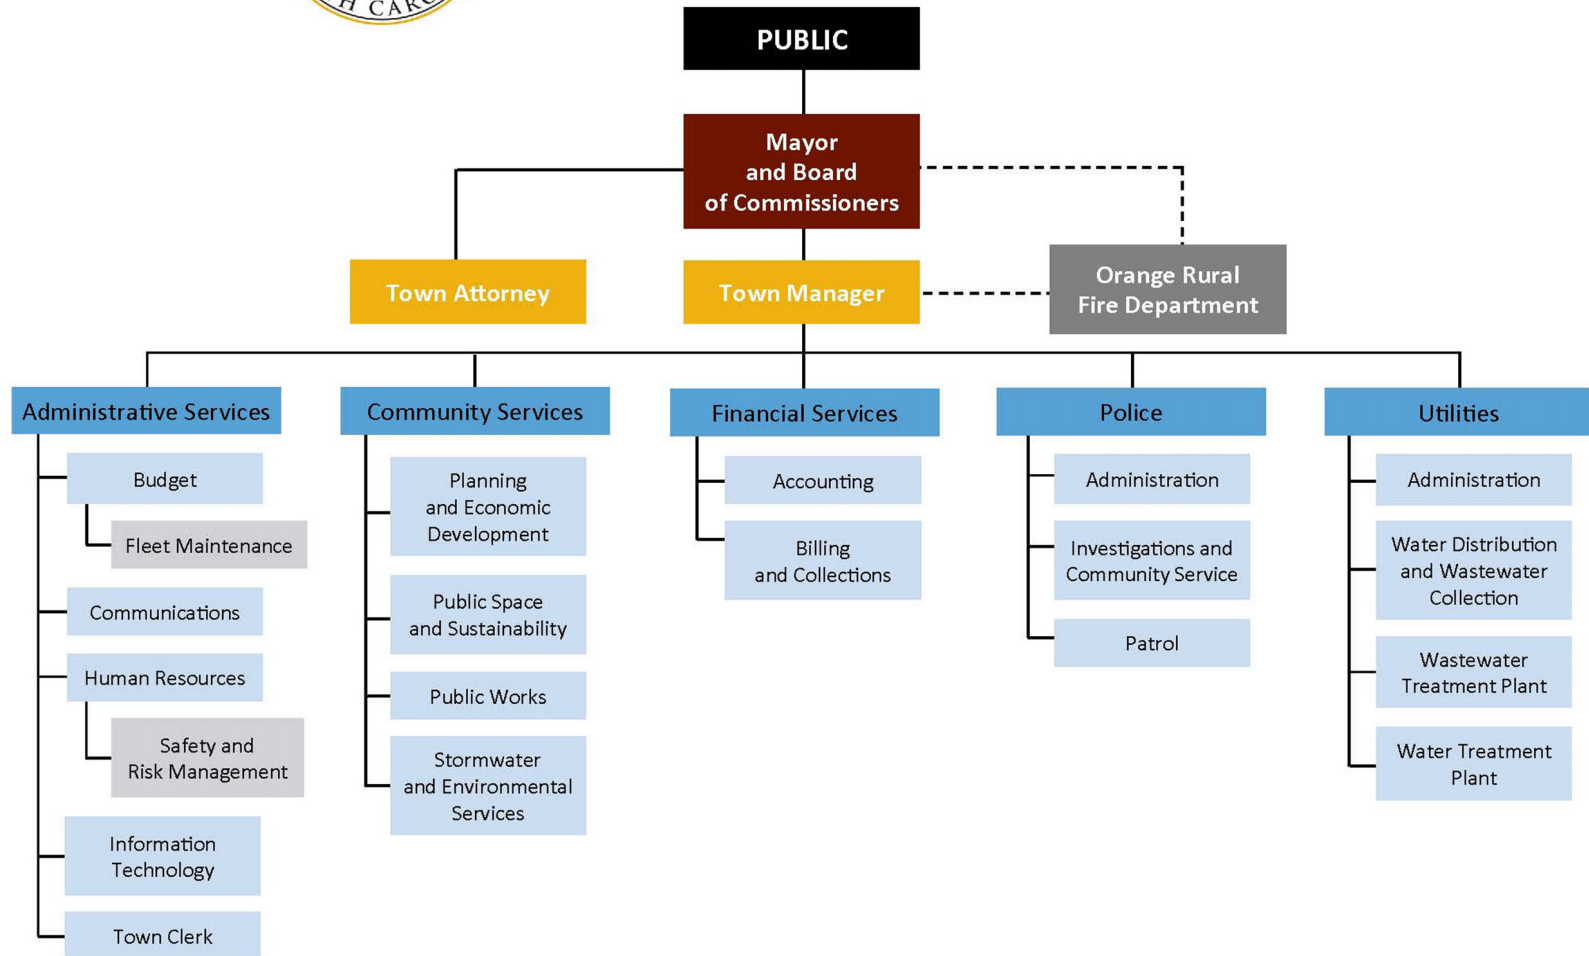 PUBLIC
Mayor
and Board
of Commissioners
Town Attorney
Town Manager
Orange Rural
Fire Department
Administrative Services
Budget
Fleet Maintenance
Communications
Human Resources
Safety and
Risk Management
Information
Technology
Town Clerk
Community Services
Planning
and Economic
Development
Public Space
and Sustainability
Public Works
Stormwater
and Environmental
Services
Financial Services
Accounting
Billing
and Collections
Police
Administration
Investigations and
Community Service
Patrol
Utilities
Administration
Water Distribution
and Wastewater
Collection
Wastewater
Treatment Plant
Water Treatment
Plant